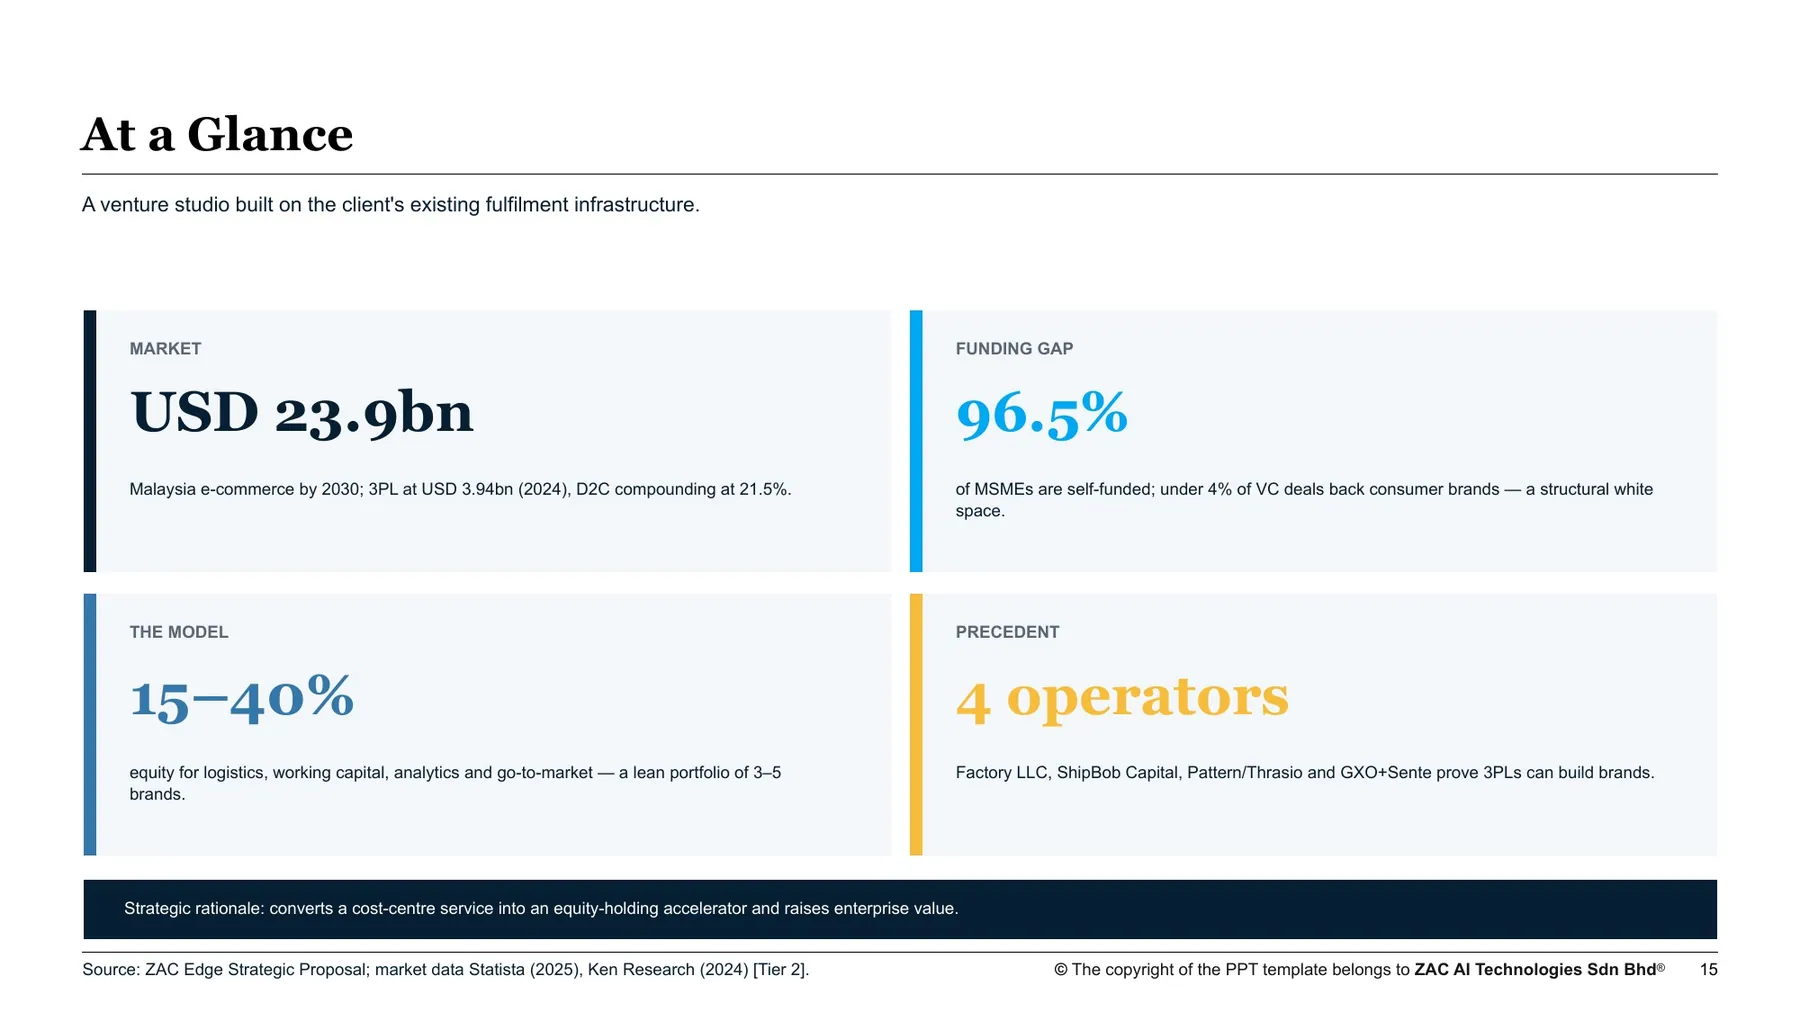 At a Glance
A venture studio built on the client's existing fulfilment infrastructure.
MARKET
USD 23.9bn
Malaysia e-commerce by 2030; 3PL at USD 3.94bn (2024), D2C compounding at 21.5%.
FUNDING GAP
96.5%
of MSMEs are self-funded; under 4% of VC deals back consumer brands — a structural white
space.
THE MODEL
15–40%
equity for logistics, working capital, analytics and go-to-market — a lean portfolio of 3–5
brands.
PRECEDENT
4 operators
Factory LLC, ShipBob Capital, Pattern/Thrasio and GXO+Sente prove 3PLs can build brands.
Strategic rationale: converts a cost-centre service into an equity-holding accelerator and raises enterprise value.
Source: ZAC Edge Strategic Proposal; market data Statista (2025), Ken Research (2024) [Tier 2].
© The copyright of the PPT template belongs to ZAC AI Technologies Sdn Bhd® 15